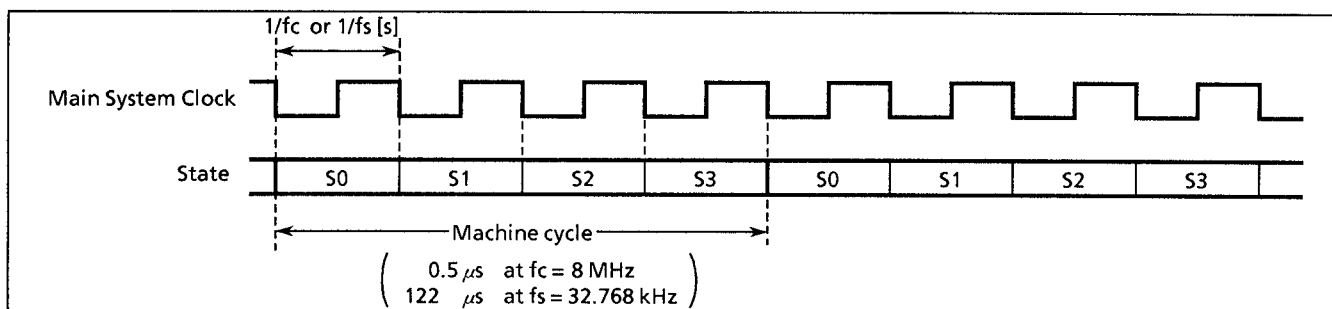 1/fc or 1/fs [s]
Main System Clock
State S0 S1 S2 S3 S0 S1 S2 S3
Machine cycle
0.5 μs at fc = 8 MHz
122 μs at fs = 32.768 kHz